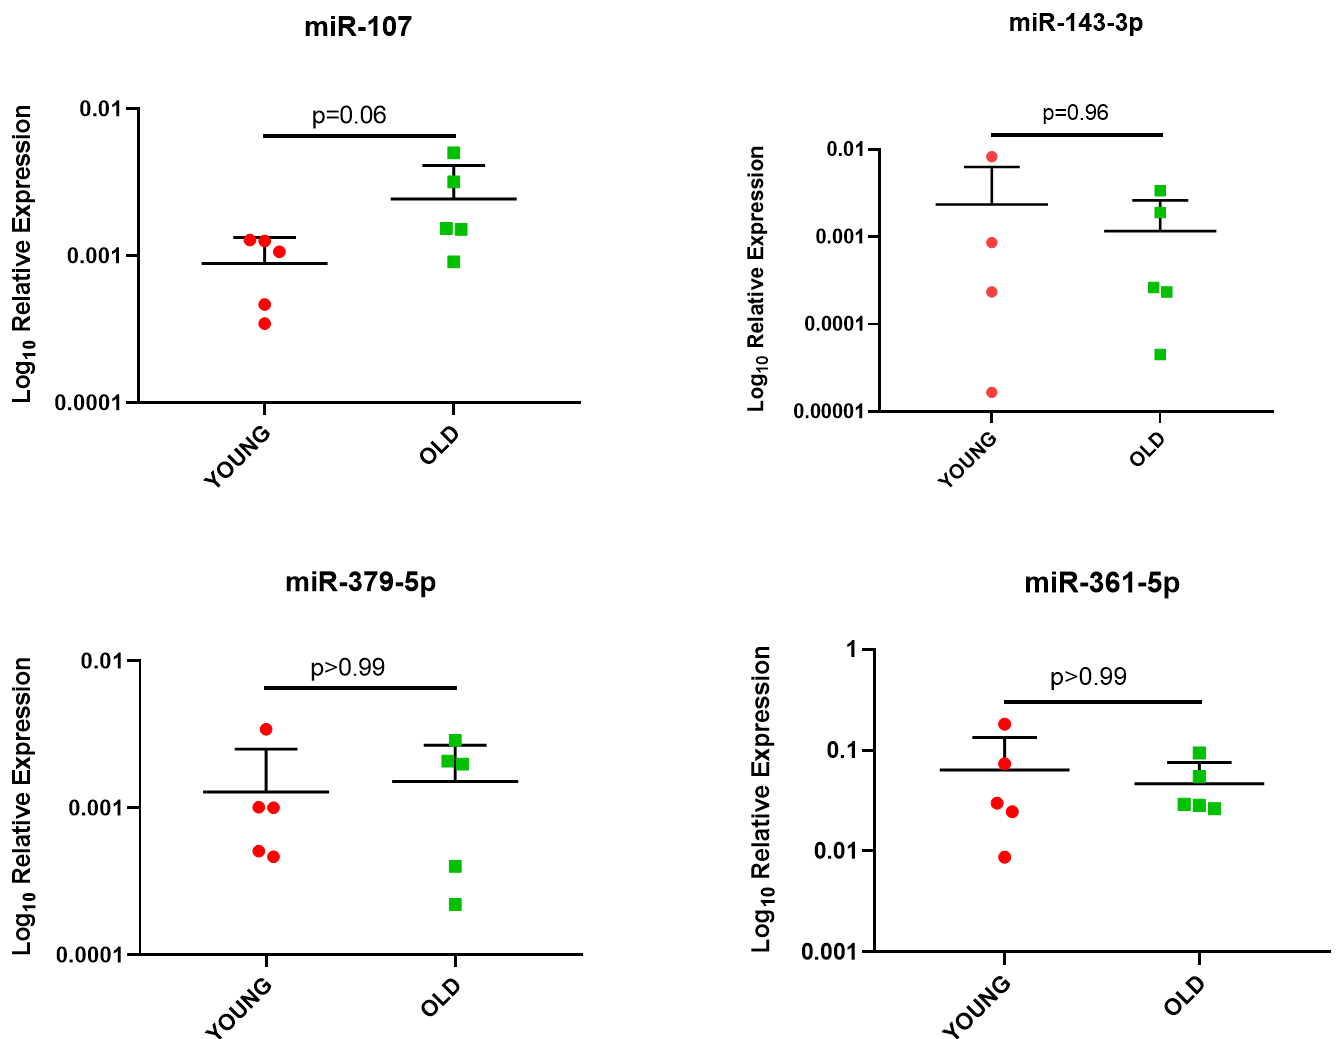 miR-107
p=0.06
Log10 Relative Expression
0.01
0.001
0.0001
YOUNG
OLD
miR-143-3p
p=0.96
Log10 Relative Expression
0.01
0.001
0.0001
0.00001
YOUNG
OLD
miR-379-5p
p>0.99
Log10 Relative Expression
0.01
0.001
0.0001
YOUNG
OLD
miR-361-5p
p>0.99
Log10 Relative Expression
1
0.1
0.01
0.001
YOUNG
OLD